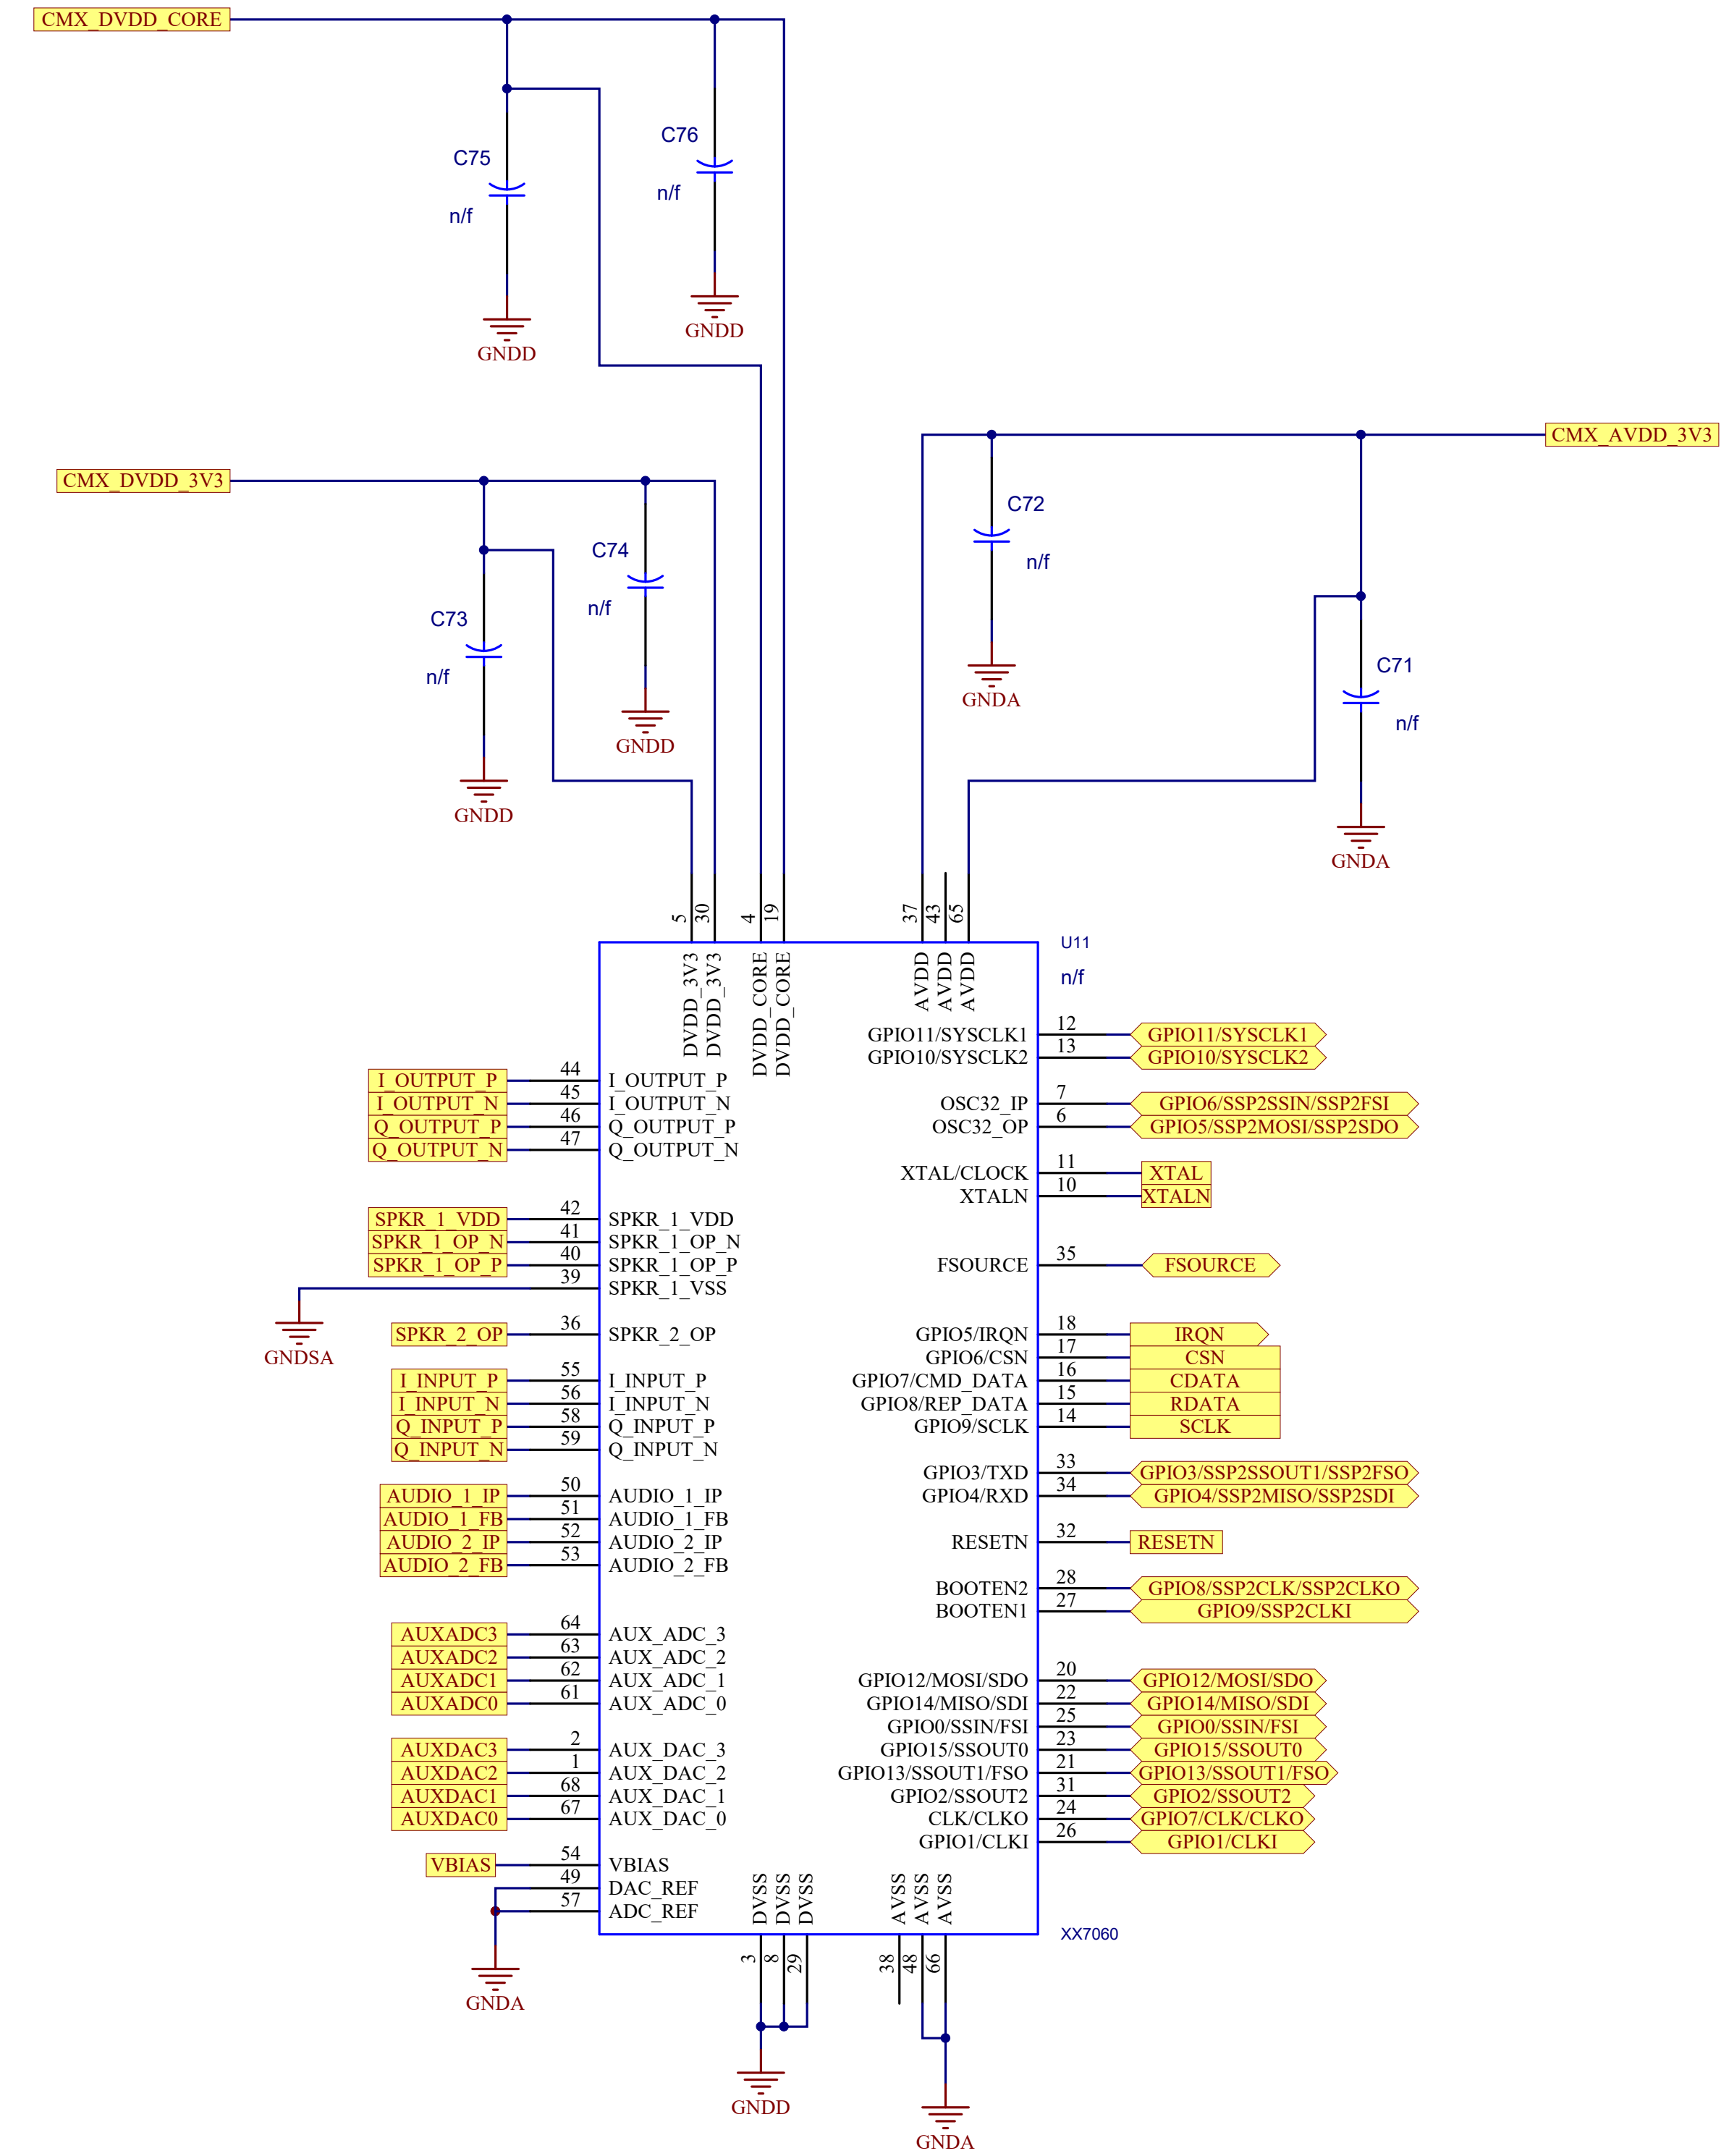 CMX_DVDD_CORE
C76
n/f
C75
n/f
GNDD
GNDD
CMX_AVDD_3V3
CMX_DVDD_3V3
C72
n/f
C74
n/f
C73
n/f
C71
n/f
GNDA
GNDD
GNDD
GNDA
5
30
4
19
37
43
65
U11
n/f
DVDD_3V3
DVDD_3V3
DVDD_CORE
DVDD_CORE
AVDD
AVDD
AVDD
I_OUTPUT_P 44 I_OUTPUT_P
I_OUTPUT_N 45 I_OUTPUT_N
Q_OUTPUT_P 46 Q_OUTPUT_P
Q_OUTPUT_N 47 Q_OUTPUT_N
SPKR_1_VDD 42 SPKR_1_VDD
SPKR_1_OP_N 41 SPKR_1_OP_N
SPKR_1_OP_P 40 SPKR_1_OP_P
39 SPKR_1_VSS
GNDSA
SPKR_2_OP 36 SPKR_2_OP
I_INPUT_P 55 I_INPUT_P
I_INPUT_N 56 I_INPUT_N
Q_INPUT_P 58 Q_INPUT_P
Q_INPUT_N 59 Q_INPUT_N
AUDIO_1_IP 50 AUDIO_1_IP
AUDIO_1_FB 51 AUDIO_1_FB
AUDIO_2_IP 52 AUDIO_2_IP
AUDIO_2_FB 53 AUDIO_2_FB
AUXADC3 64 AUX_ADC_3
AUXADC2 63 AUX_ADC_2
AUXADC1 62 AUX_ADC_1
AUXADC0 61 AUX_ADC_0
AUXDAC3 2 AUX_DAC_3
AUXDAC2 1 AUX_DAC_2
AUXDAC1 68 AUX_DAC_1
AUXDAC0 67 AUX_DAC_0
VBIAS 54 VBIAS
49 DAC_REF
57 ADC_REF
GNDA
GPIO11/SYSCLK1 12 GPIO11/SYSCLK1
GPIO10/SYSCLK2 13 GPIO10/SYSCLK2
OSC32_IP 7 GPIO6/SSP2SSIN/SSP2FSI
OSC32_OP 6 GPIO5/SSP2MOSI/SSP2SDO
XTAL/CLOCK 11 XTAL
XTALN 10 XTALN
FSOURCE 35 FSOURCE
GPIO5/IRQN 18 IRQN
GPIO6/CSN 17 CSN
GPIO7/CMD_DATA 16 CDATA
GPIO8/REP_DATA 15 RDATA
GPIO9/SCLK 14 SCLK
GPIO3/TXD 33 GPIO3/SSP2SSOUT1/SSP2FSO
GPIO4/RXD 34 GPIO4/SSP2MISO/SSP2SDI
RESETN 32 RESETN
BOOTEN2 28 GPIO8/SSP2CLK/SSP2CLKO
BOOTEN1 27 GPIO9/SSP2CLKI
GPIO12/MOSI/SDO 20 GPIO12/MOSI/SDO
GPIO14/MISO/SDI 22 GPIO14/MISO/SDI
GPIO0/SSIN/FSI 25 GPIO0/SSIN/FSI
GPIO15/SSOUT0 23 GPIO15/SSOUT0
GPIO13/SSOUT1/FSO 21 GPIO13/SSOUT1/FSO
GPIO2/SSOUT2 31 GPIO2/SSOUT2
CLK/CLKO 24 GPIO7/CLK/CLKO
GPIO1/CLKI 26 GPIO1/CLKI
DVSS
DVSS
DVSS
AVSS
AVSS
AVSS
XX7060
3
8
29
38
48
66
GNDD
GNDA